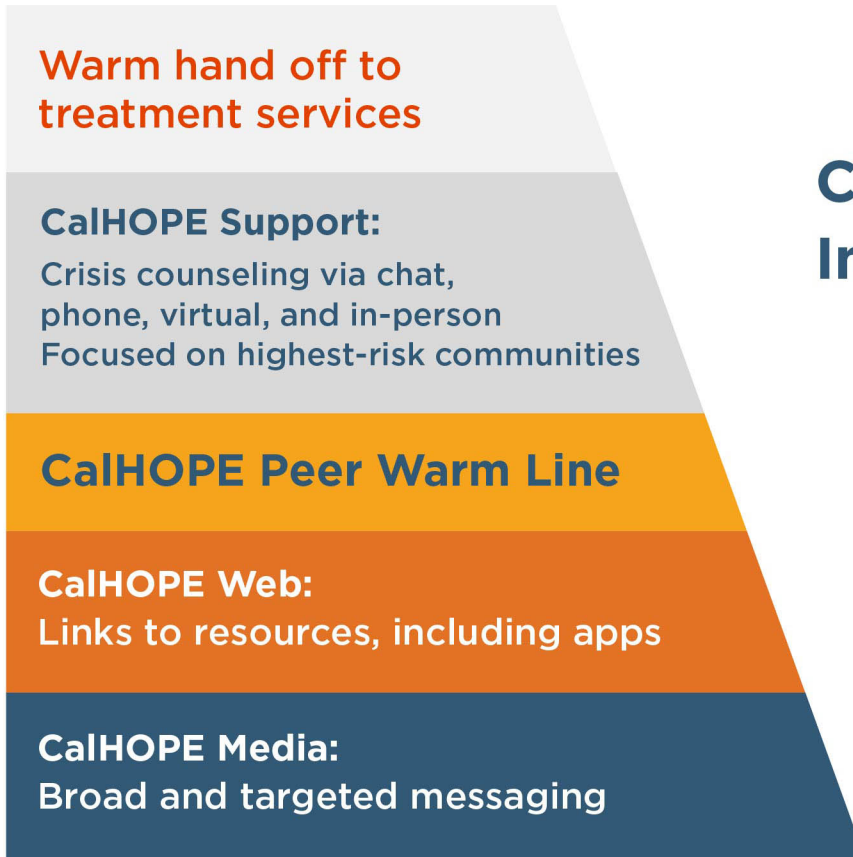 Warm hand off to
treatment services
CalHOPE Support:
Crisis counseling via chat,
phone, virtual, and in-person
Focused on highest-risk communities
CalHOPE Peer Warm Line
CalHOPE Web:
Links to resources, including apps
CalHOPE Media:
Broad and targeted messaging